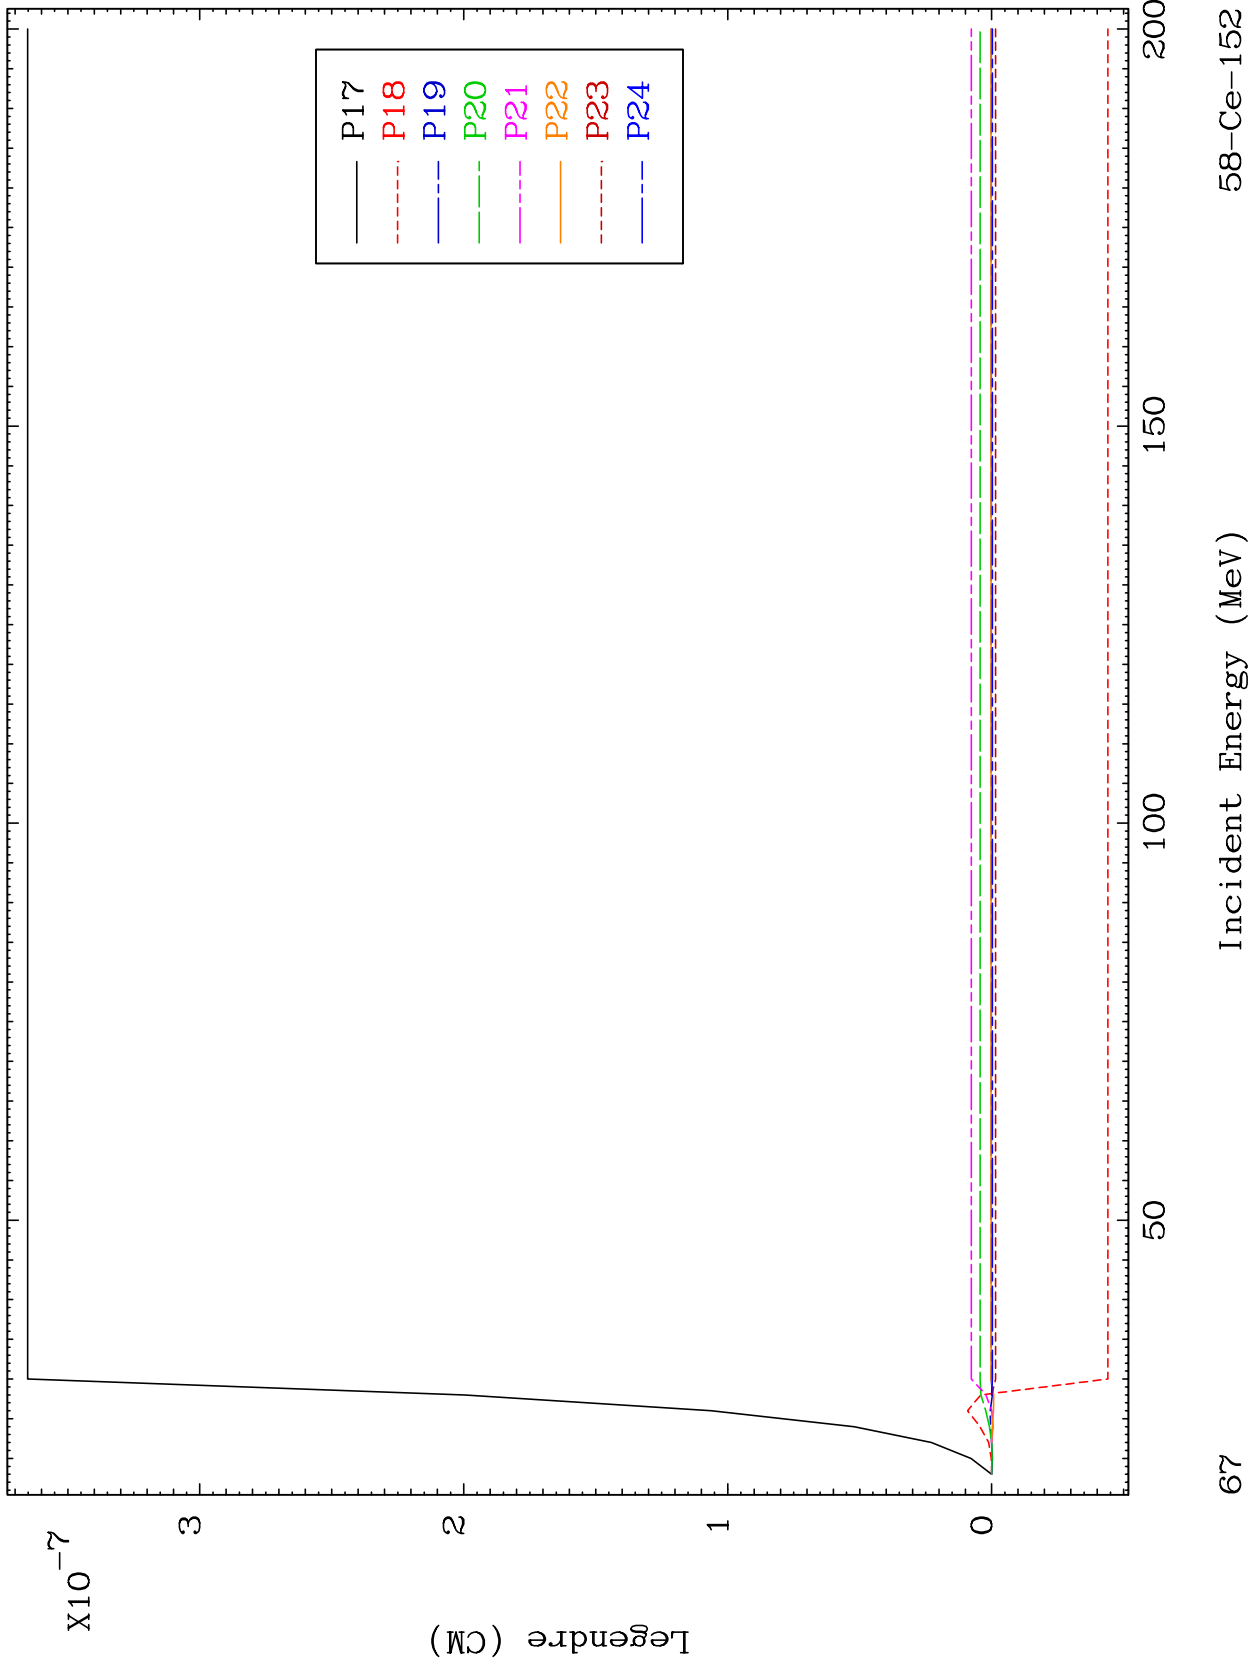 X10-7
3
2
1
0
Legendre (CM)
P17
P18
P19
P20
P21
P22
P23
P24
50
100
150
200
Incident Energy (MeV)
67
58-Ce-152